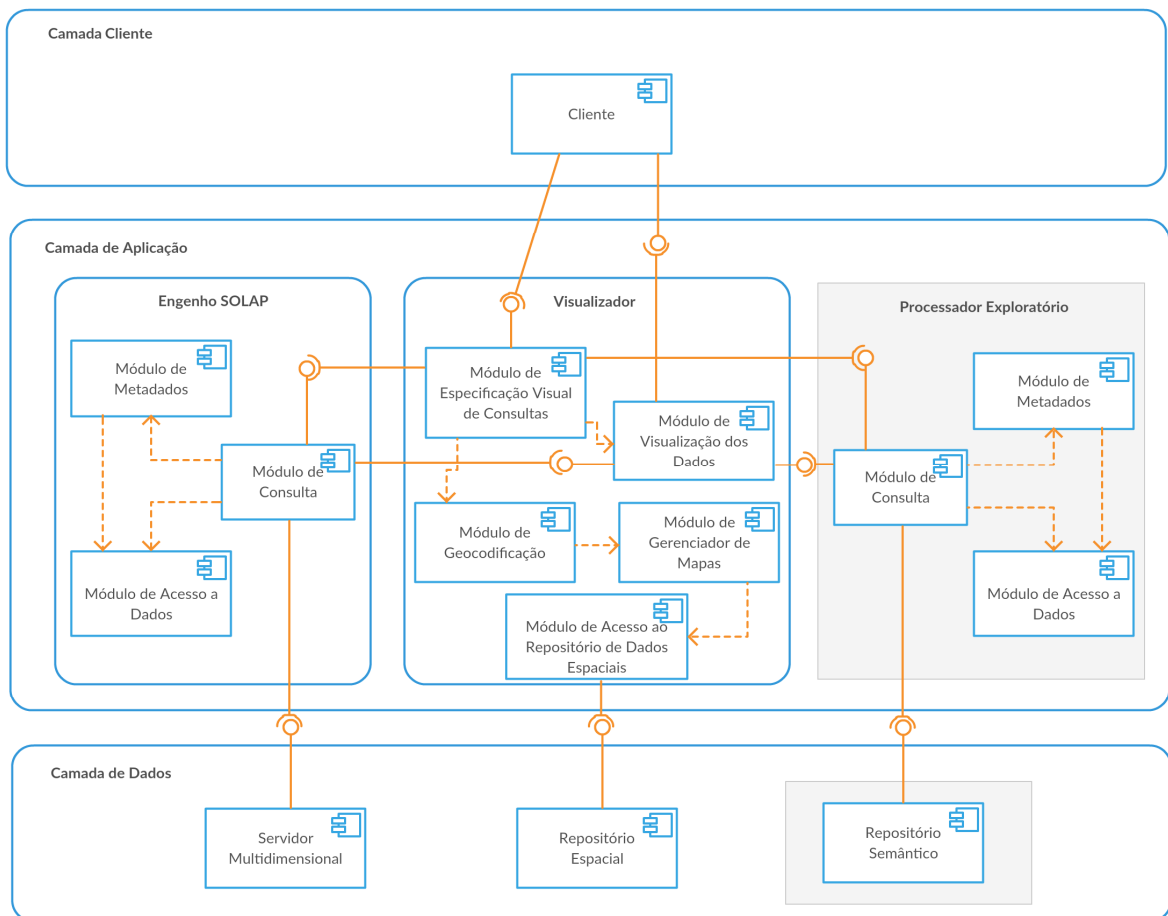 Camada Cliente
Cliente
Camada de Aplicação
Engenho SOLAP
Módulo de
Metadados
Módulo de
Consulta
Módulo de Acesso a
Dados
Visualizador
Módulo de
Especificação Visual
de Consultas
Módulo de
Visualização dos
Dados
Módulo de
Geocodificação
Módulo de
Gerenciador de
Mapas
Módulo de Acesso ao
Repositório de Dados
Espaciais
Processador Exploratório
Módulo de
Metadados
Módulo de
Consulta
Módulo de Acesso a
Dados
Camada de Dados
Servidor
Multidimensional
Repositório
Espacial
Repositório
Semântico